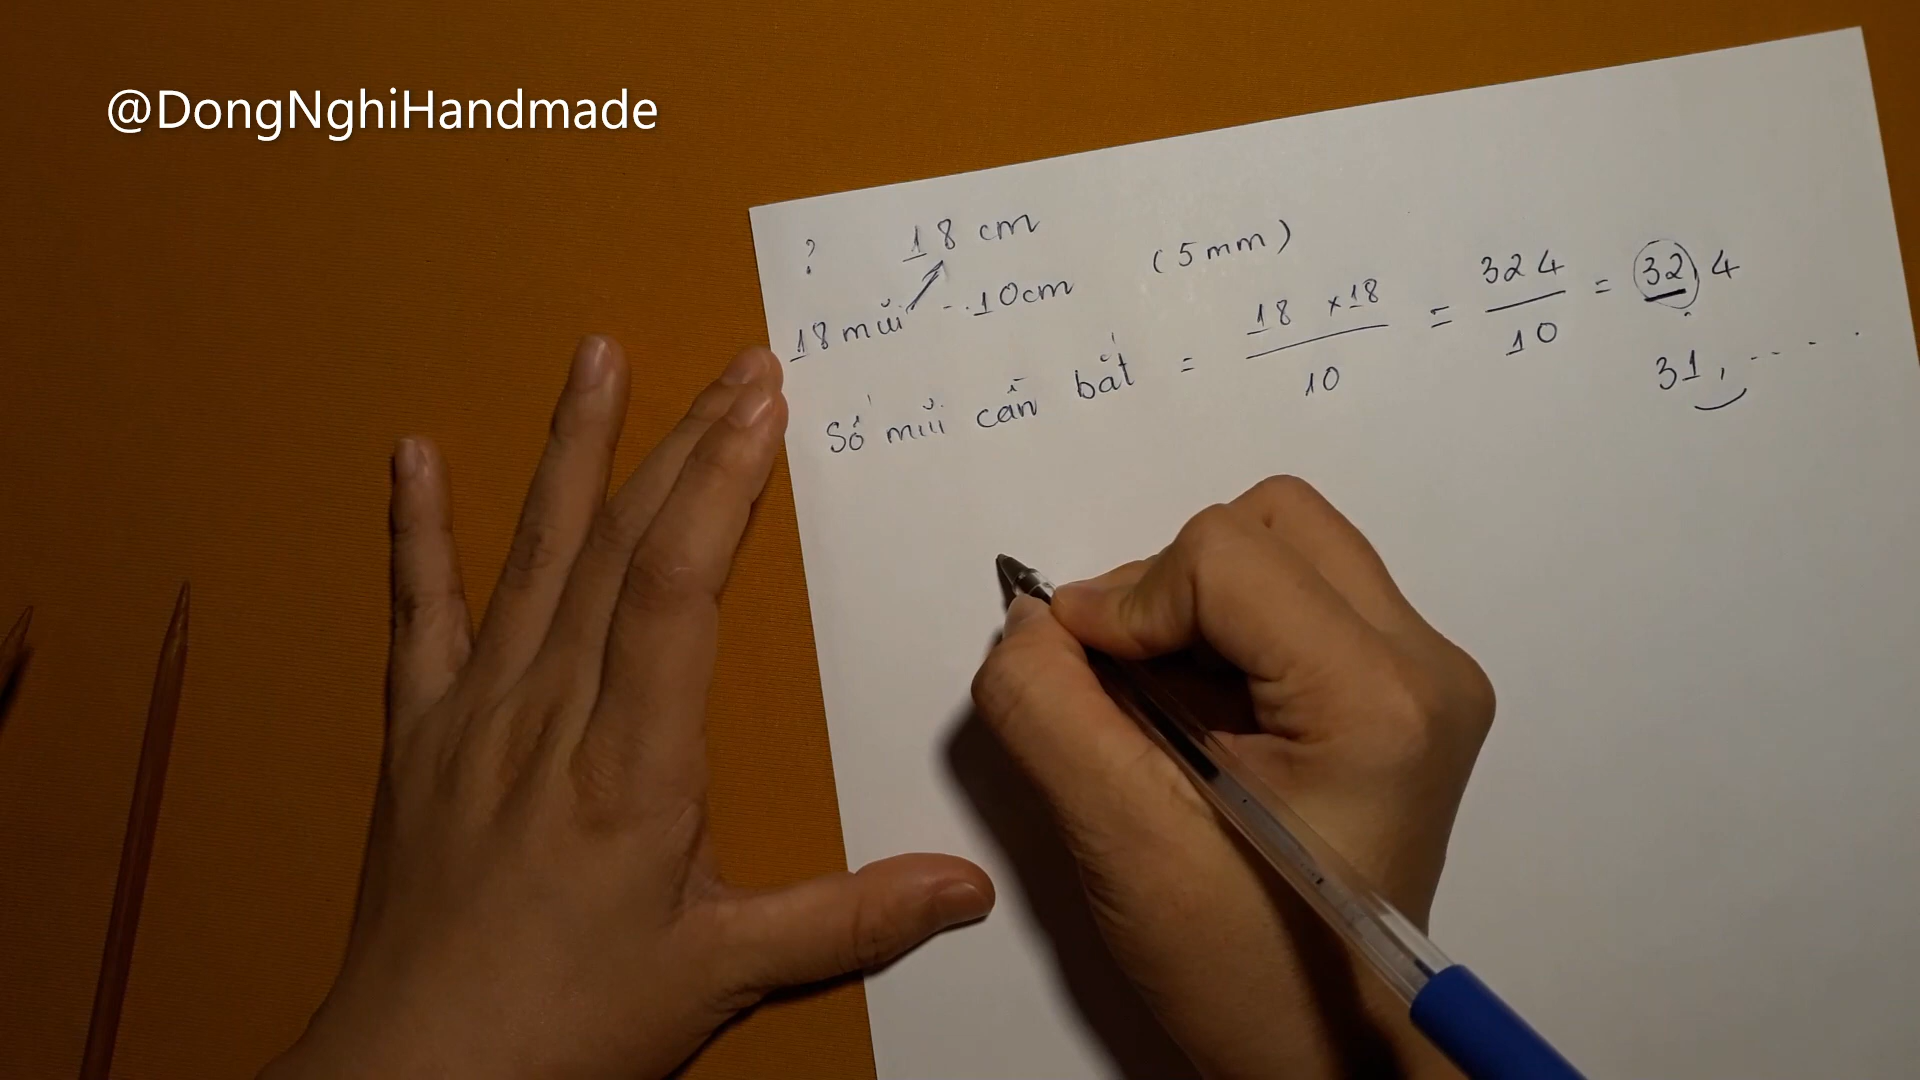 @DongNghiHandmade
? 18 cm
18 mũi - 10cm (5mm)
Số mũi cần bắt = 18 x 18 / 10 = 324 / 10 = 32,4
31, ....